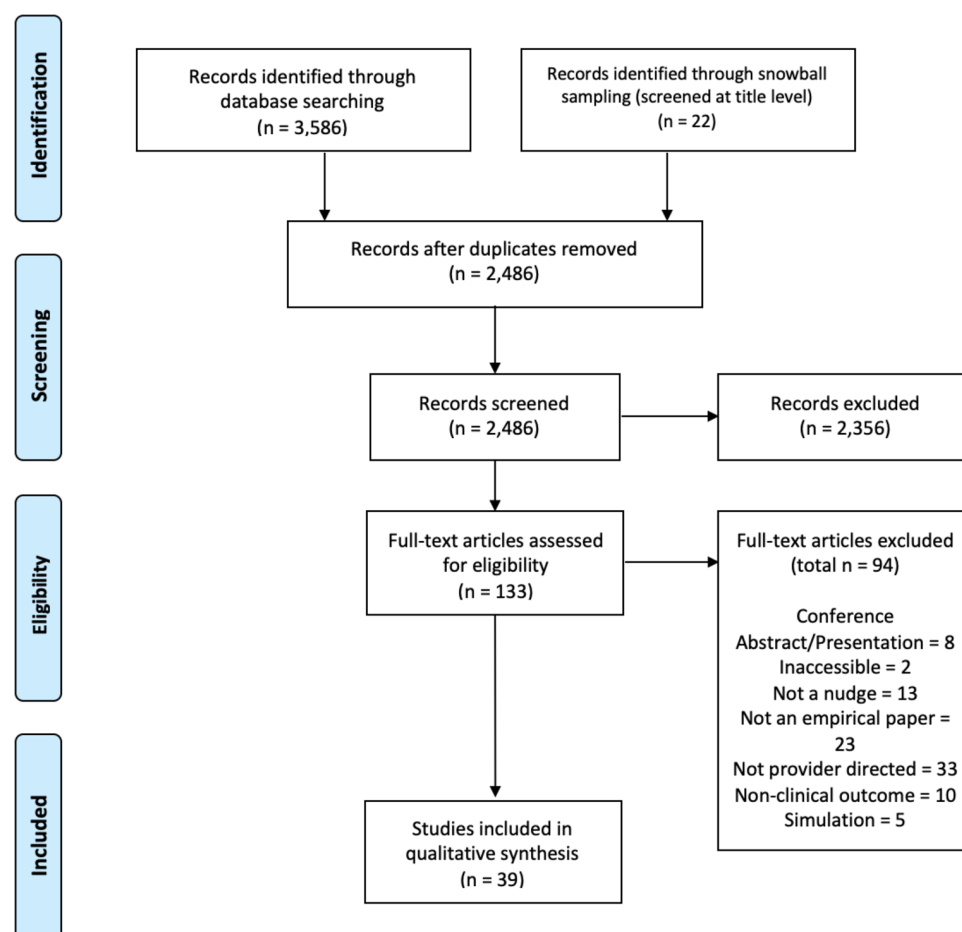 Identification
Records identified through
database searching
(n = 3,586)
Records identified through snowball
sampling (screened at title level)
(n = 22)
Records after duplicates removed
(n = 2,486)
Screening
Records screened
(n = 2,486)
Records excluded
(n = 2,356)
Eligibility
Full-text articles assessed
for eligibility
(n = 133)
Full-text articles excluded
(total n = 94)
Conference
Abstract/Presentation = 8
Inaccessible = 2
Not a nudge = 13
Not an empirical paper =
23
Not provider directed = 33
Non-clinical outcome = 10
Simulation = 5
Included
Studies included in
qualitative synthesis
(n = 39)